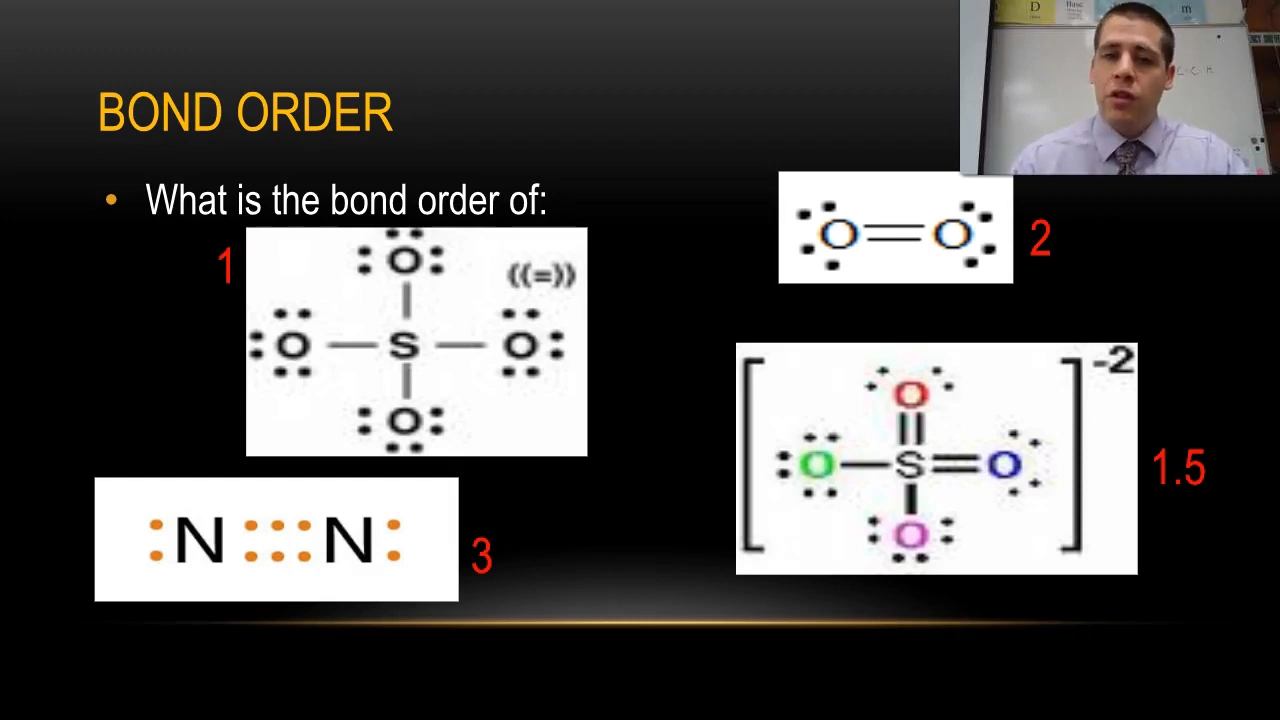 BOND ORDER
• What is the bond order of:
1
O
((=))
O — S — O
O
O = O
2
-2
O
O — S = O
O
1.5
N N
3
D
m